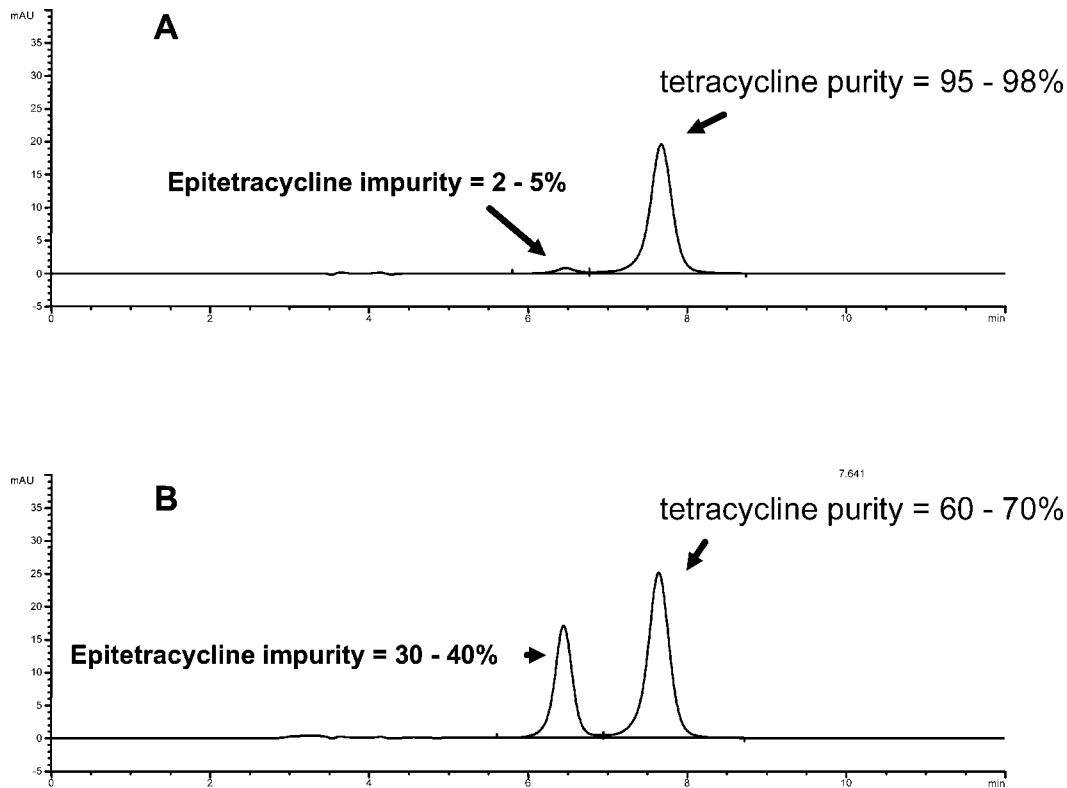 mAU
A
35
30
25
20
15
10
5
0
-5
tetracycline purity = 95 - 98%
Epitetracycline impurity = 2 - 5%
0 2 4 6 8 10 min
mAU
B
7.641
35
30
25
20
15
10
5
0
-5
tetracycline purity = 60 - 70%
Epitetracycline impurity = 30 - 40%
0 2 4 6 8 10 min